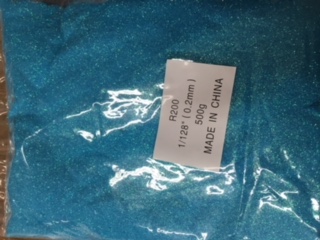 R200
1/128" ( 0.2mm )
500g
MADE IN CHINA